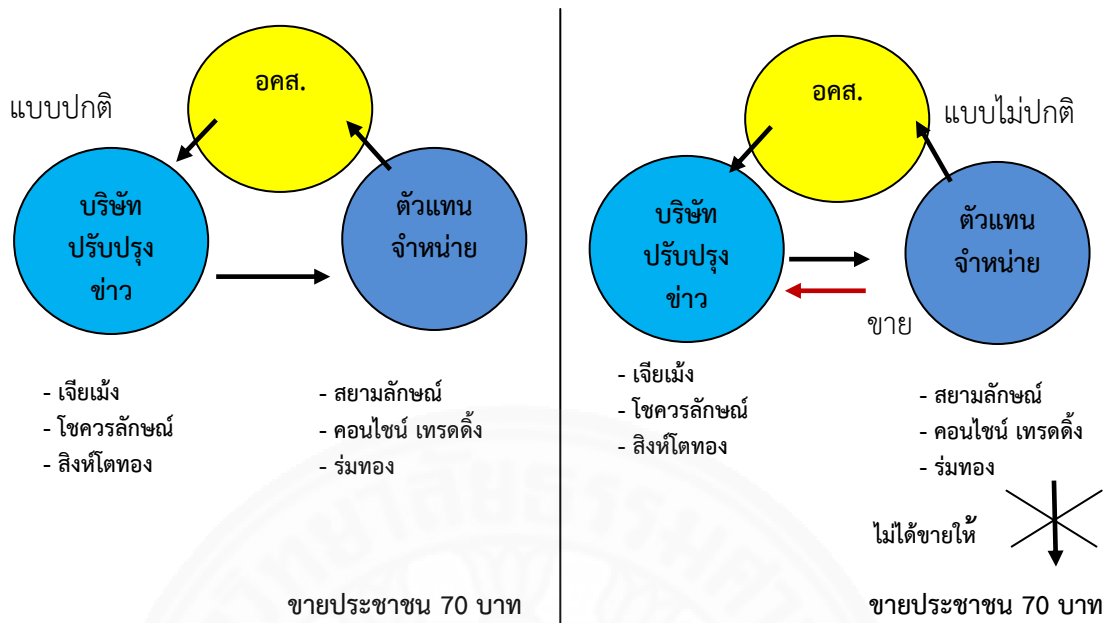 แบบปกติ
อคส.
บริษัท
ปรับปรุง
ข่าว
ตัวแทน
จำหน่าย
- เจียเม้ง
- โชควรลักษณ์
- สิงห์โตทอง
- สยามลักษณ์
- คอนไชน์ เทรดดิ้ง
- ร่มทอง
ขายประชาชน 70 บาท
อคส.
แบบไม่ปกติ
บริษัท
ปรับปรุง
ข่าว
ตัวแทน
จำหน่าย
ขาย
- เจียเม้ง
- โชควรลักษณ์
- สิงห์โตทอง
- สยามลักษณ์
- คอนไชน์ เทรดดิ้ง
- ร่มทอง
ไม่ได้ขายให้
ขายประชาชน 70 บาท